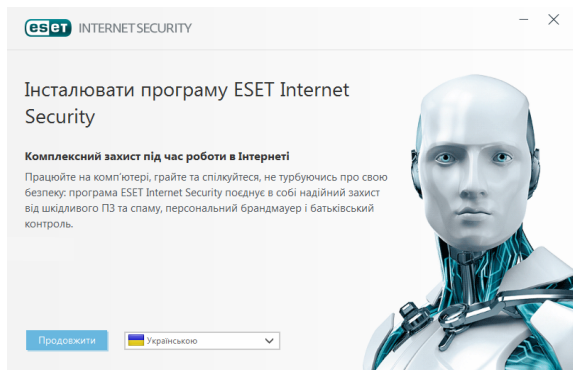 eset INTERNET SECURITY
Інсталювати програму ESET Internet
Security
Комплексний захист під час роботи в Інтернеті
Працюйте на комп'ютері, грайте та спілкуйтеся, не турбуючись про свою
безпеку: програма ESET Internet Security поєднує в собі надійний захист
від шкідливого ПЗ та спаму, персональний брандмауер і батьківський
контроль.
Продовжити
Українською